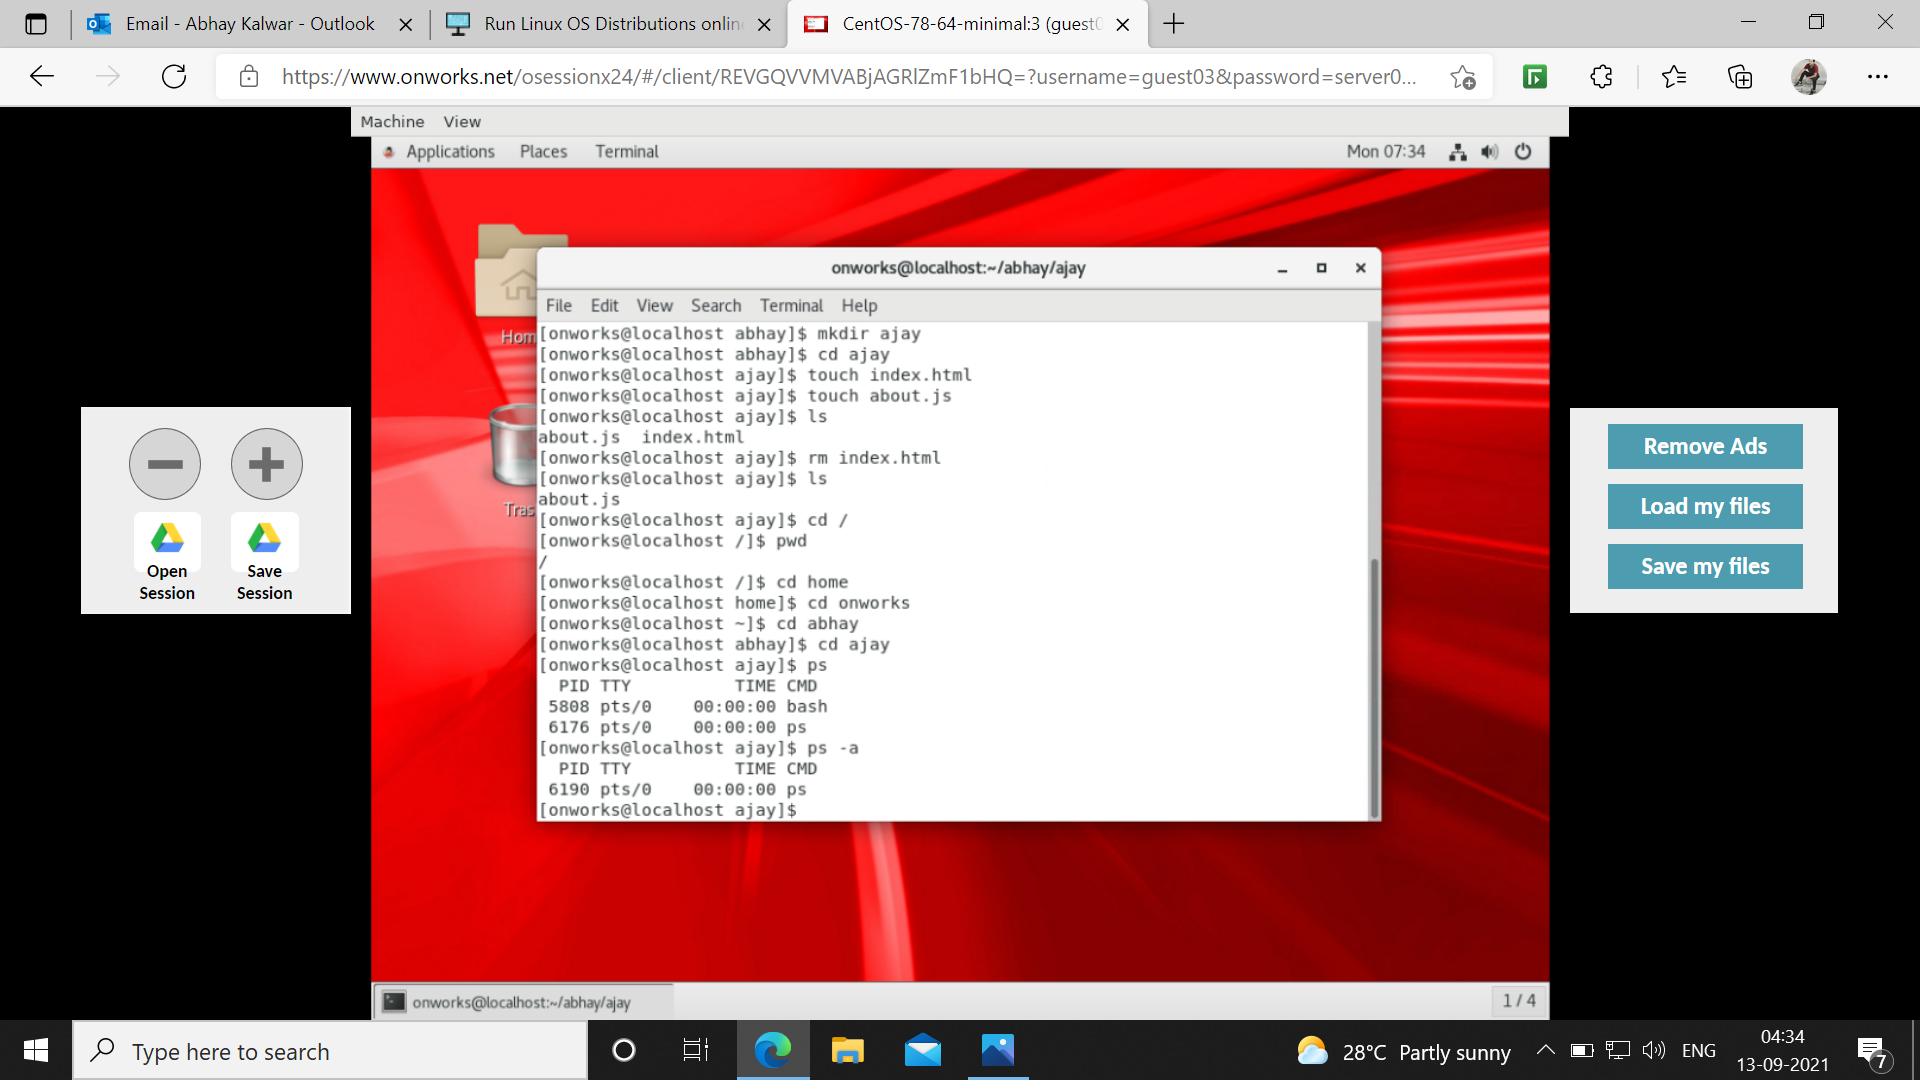 Email - Abhay Kalwar - Outlook
Run Linux OS Distributions onlin
CentOS-78-64-minimal:3 (guest0
https://www.onworks.net/osessionx24/#/client/REVGQVVMVABjAGRlZmF1bHQ=?username=guest03&password=server0...
Machine View
Applications Places Terminal
Mon 07:34
Hom
Tras
onworks@localhost:~/abhay/ajay
File Edit View Search Terminal Help
[onworks@localhost abhay]$ mkdir ajay
[onworks@localhost abhay]$ cd ajay
[onworks@localhost ajay]$ touch index.html
[onworks@localhost ajay]$ touch about.js
[onworks@localhost ajay]$ ls
about.js  index.html
[onworks@localhost ajay]$ rm index.html
[onworks@localhost ajay]$ ls
about.js
[onworks@localhost ajay]$ cd /
[onworks@localhost /]$ pwd
/
[onworks@localhost /]$ cd home
[onworks@localhost home]$ cd onworks
[onworks@localhost ~]$ cd abhay
[onworks@localhost abhay]$ cd ajay
[onworks@localhost ajay]$ ps
  PID TTY          TIME CMD
 5808 pts/0    00:00:00 bash
 6176 pts/0    00:00:00 ps
[onworks@localhost ajay]$ ps -a
  PID TTY          TIME CMD
 6190 pts/0    00:00:00 ps
[onworks@localhost ajay]$
Open Session
Save Session
Remove Ads
Load my files
Save my files
onworks@localhost:~/abhay/ajay
1 / 4
Type here to search
28°C Partly sunny
ENG
04:34
13-09-2021
7